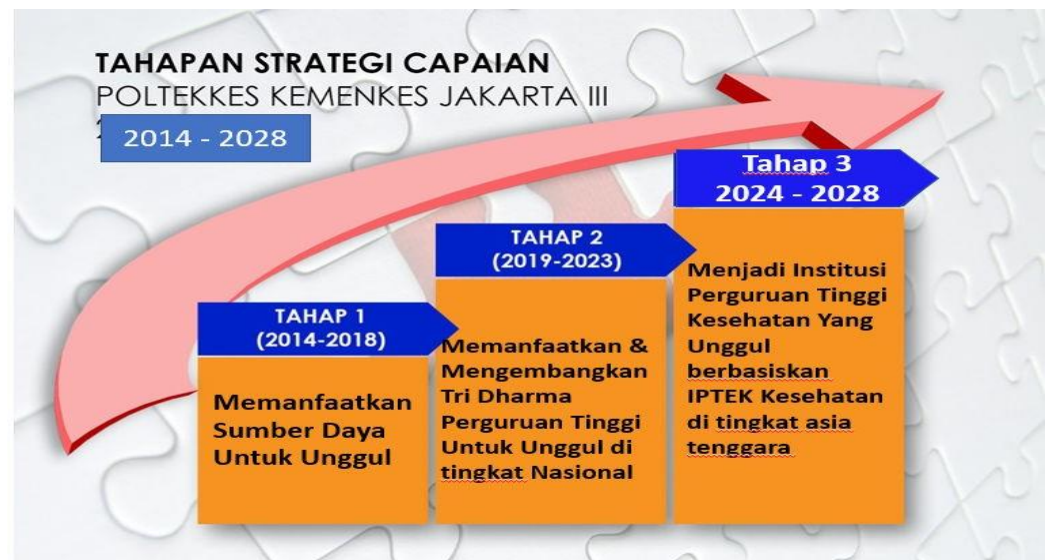 TAHAPAN STRATEGI CAPAIAN
POLTEKKES KEMENKES JAKARTA III
2014 - 2028
TAHAP 1
(2014-2018)
Memanfaatkan
Sumber Daya
Untuk Unggul
TAHAP 2
(2019-2023)
Memanfaatkan &
Mengembangkan
Tri Dharma
Perguruan Tinggi
Untuk Unggul di
tingkat Nasional
Tahap 3
2024 - 2028
Menjadi Institusi
Perguruan Tinggi
Kesehatan Yang
Unggul
berbasiskan
IPTEK Kesehatan
di tingkat asia
tenggara